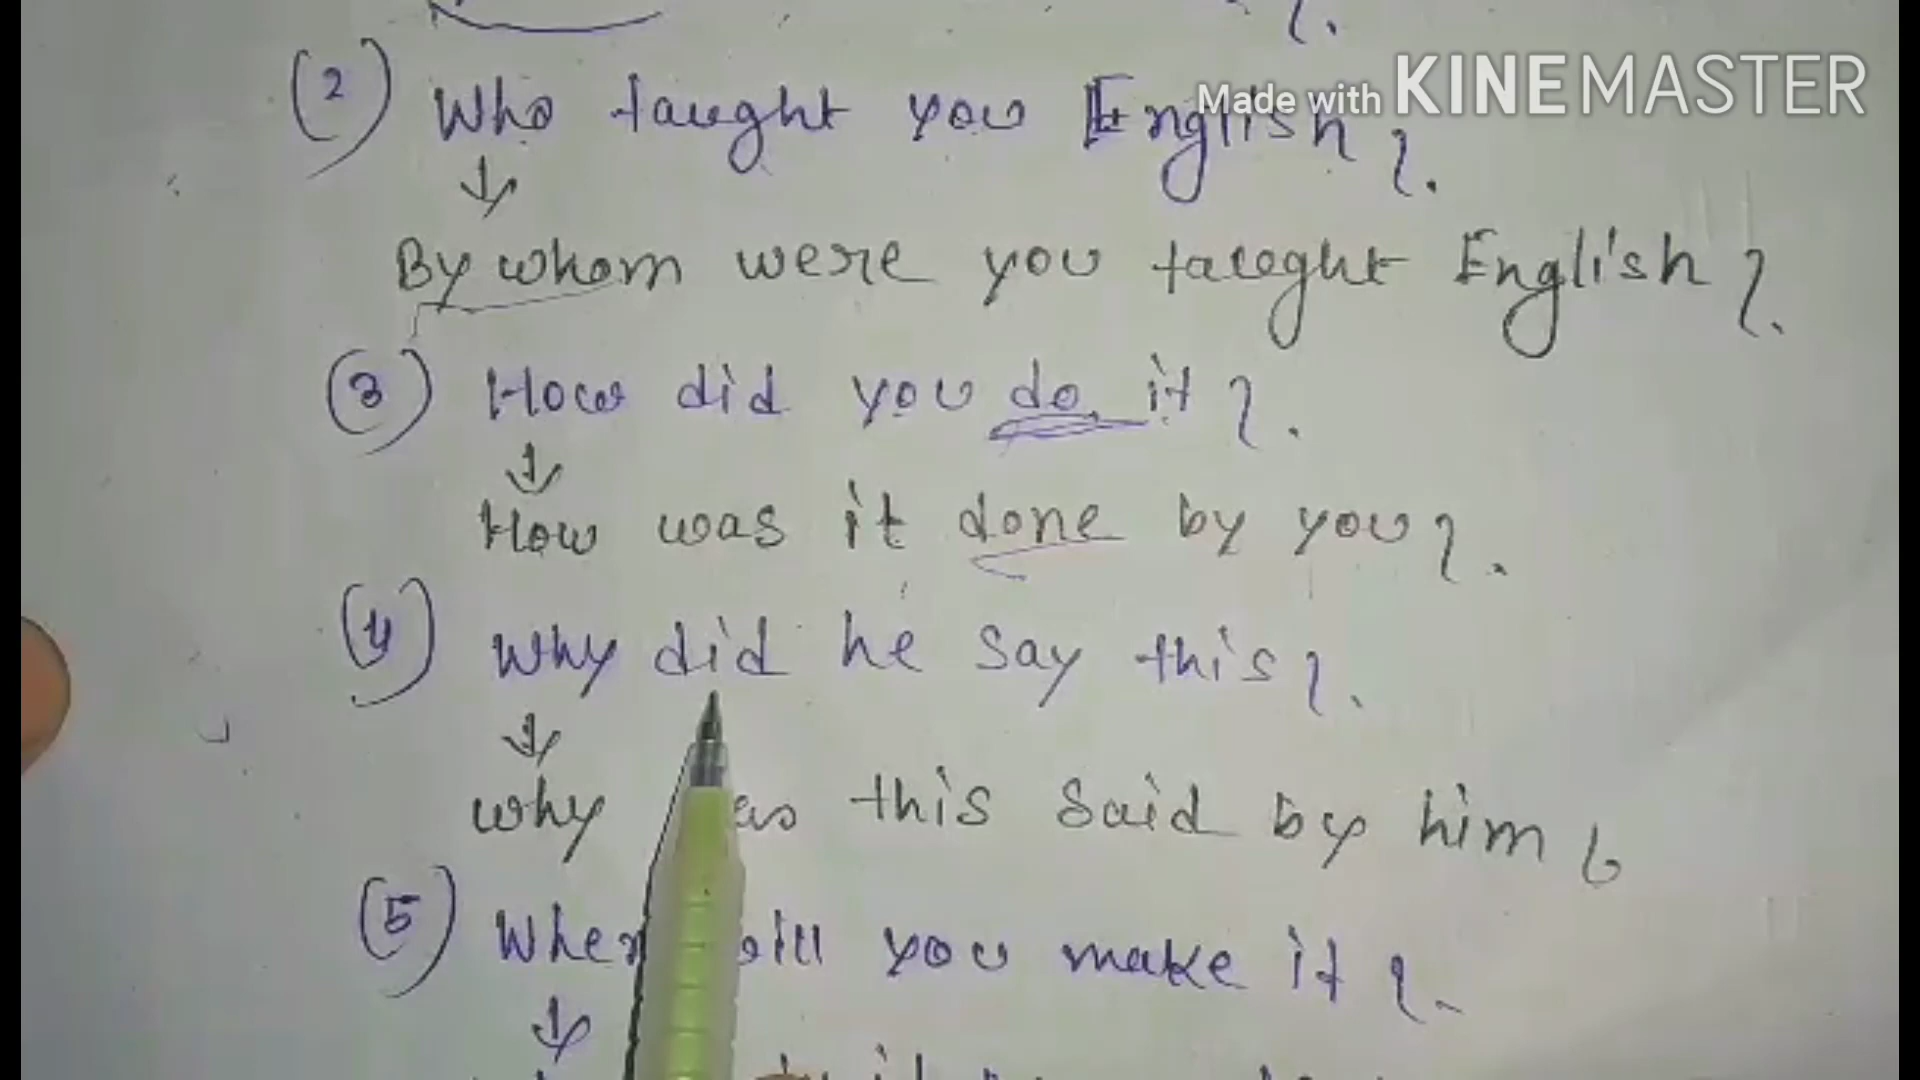 Made with KINEMASTER
(2) Who taught you English?
By whom were you taught English?
(3) How did you do it?
How was it done by you?
(4) Why did he say this?
why this said by him
(5) you make it?